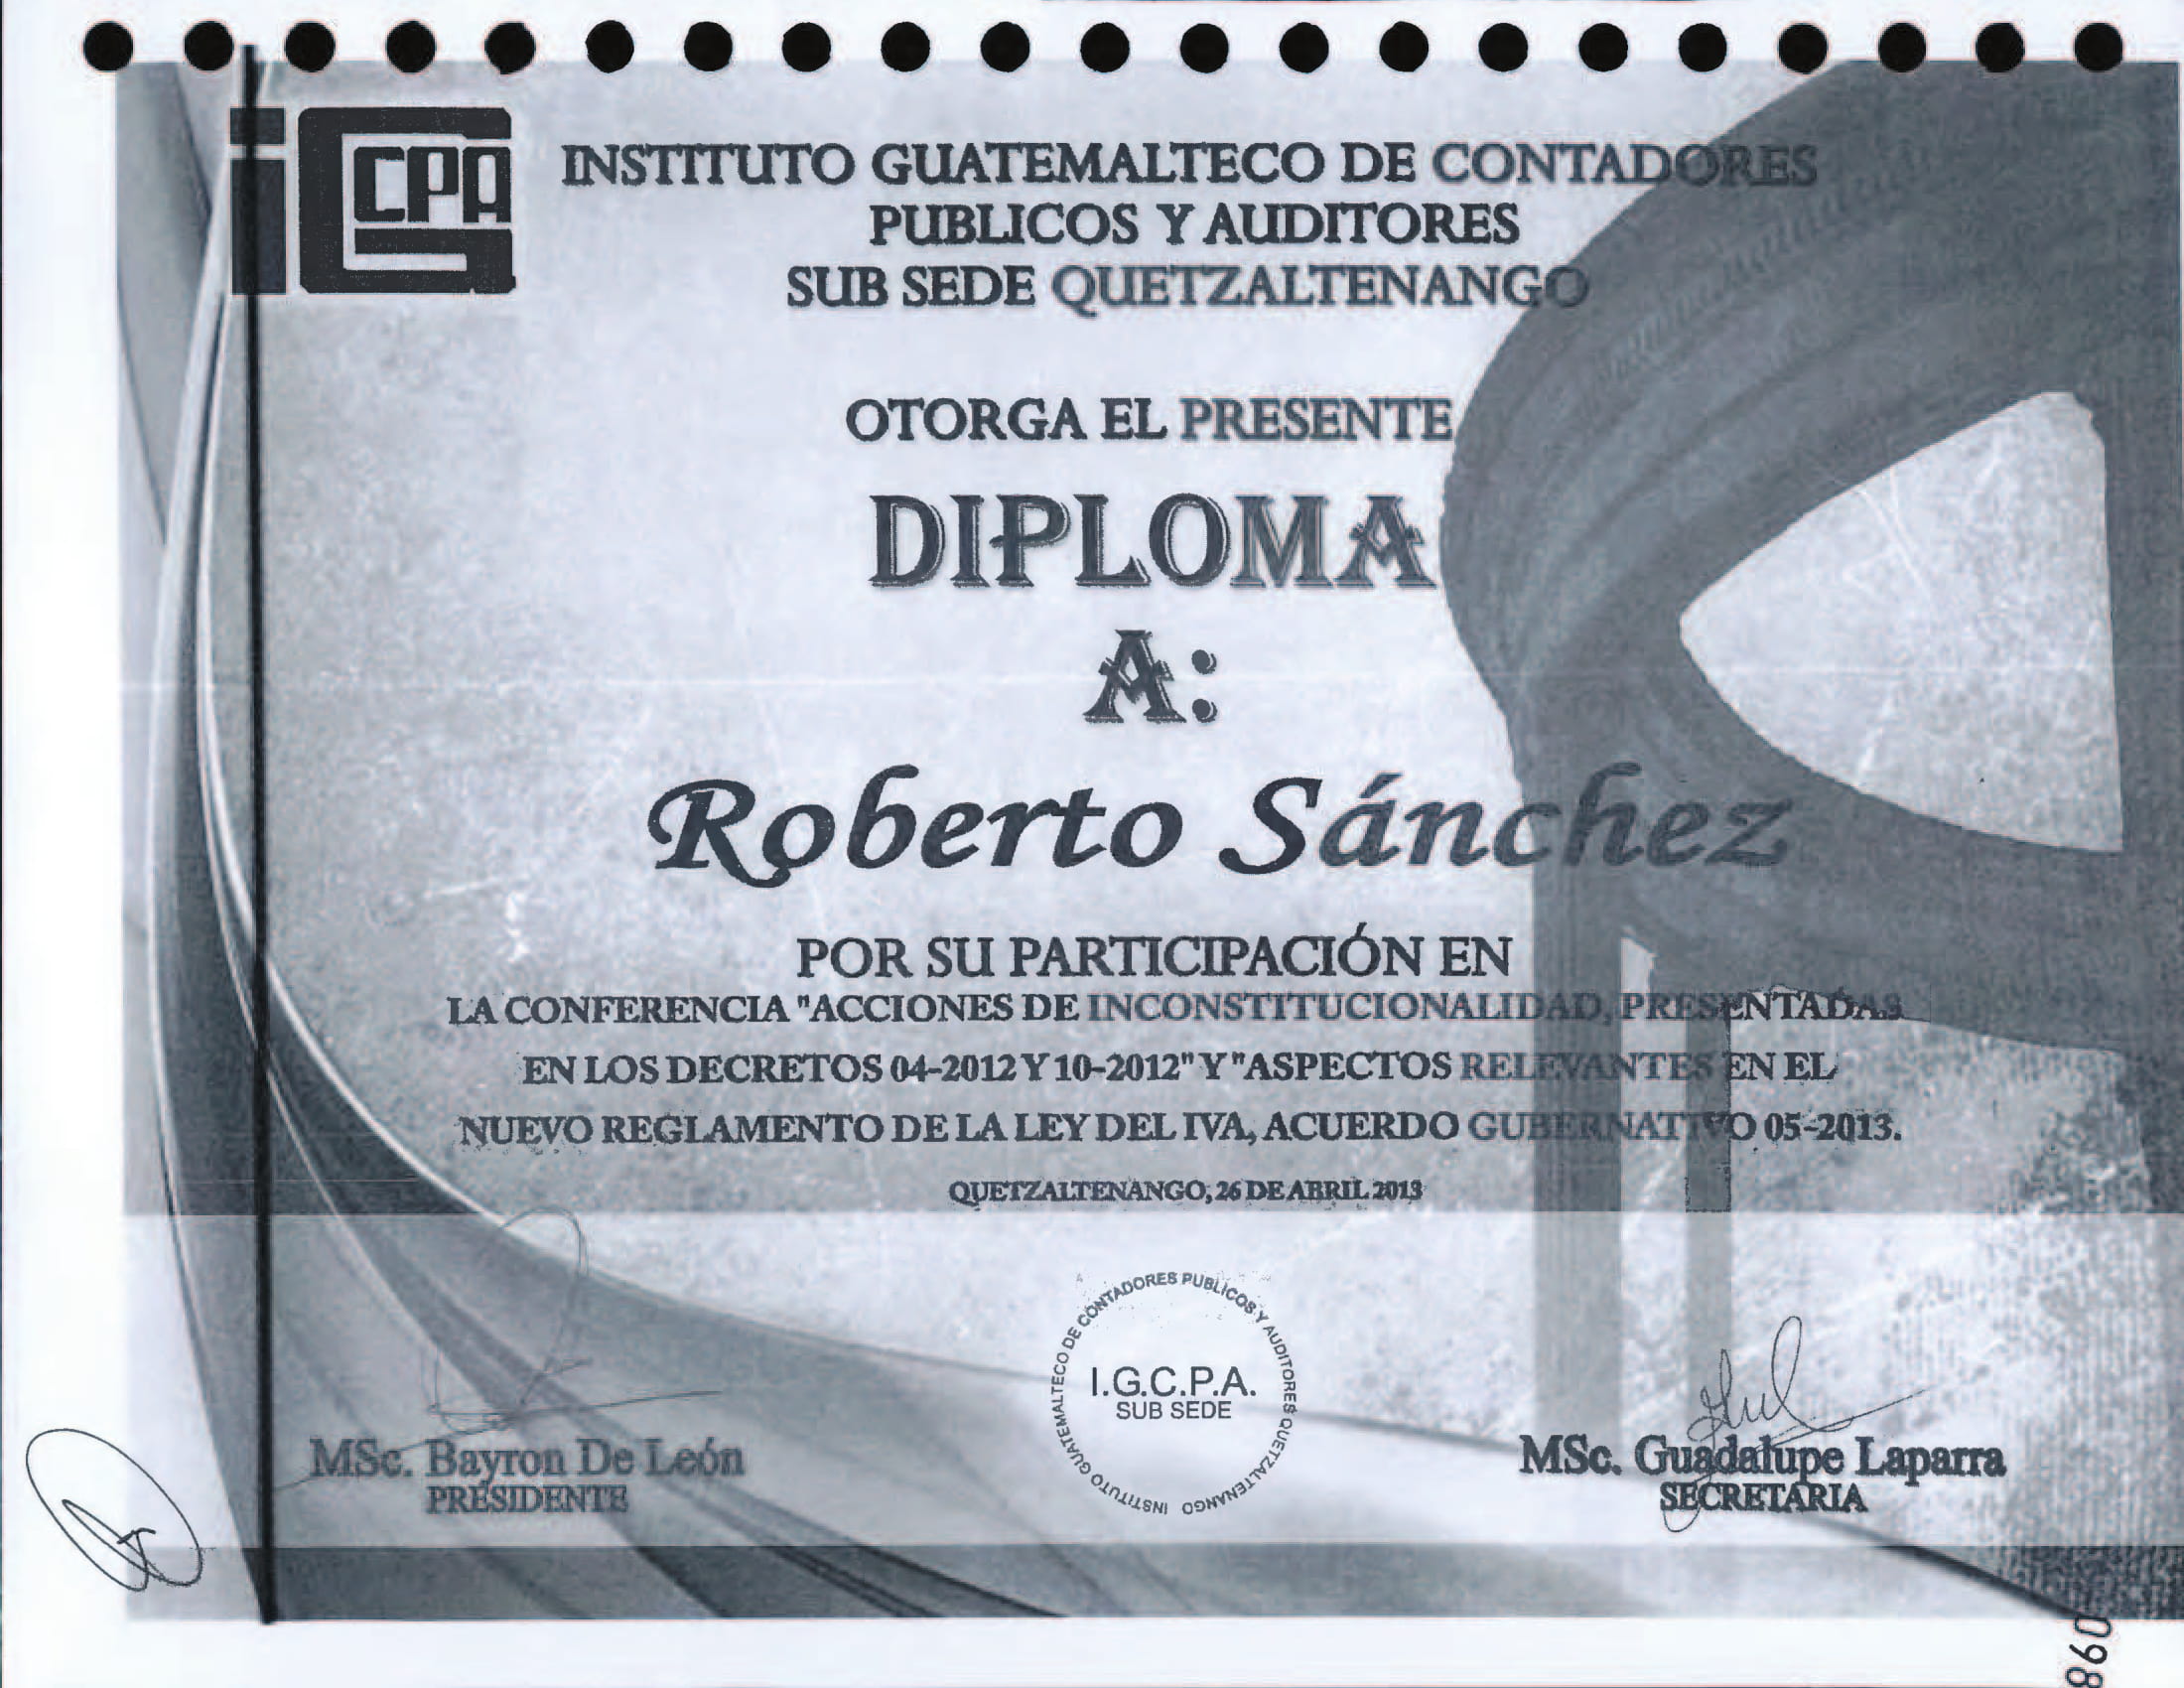 iG CPA
INSTITUTO GUATEMALTECO DE CONTADORES
PUBLICOS Y AUDITORES
SUB SEDE QUETZALTENANGO
OTORGA EL PRESENTE
DIPLOMA
A:
Roberto Sánchez
POR SU PARTICIPACIÓN EN
LA CONFERENCIA "ACCIONES DE INCONSTITUCIONALIDAD, PRESENTADAS
EN LOS DECRETOS 04-2012 Y 10-2012" Y "ASPECTOS RELEVANTES EN EL
NUEVO REGLAMENTO DE LA LEY DEL IVA, ACUERDO GUBERNATIVO 05-2013.
QUETZALTENANGO, 26 DE ABRIL 2013
INSTITUTO GUATEMALTECO DE CONTADORES PUBLICOS Y AUDITORES QUETZALTENANGO
I.G.C.P.A.
SUB SEDE
MSc. Bayron De León
PRESIDENTE
MSc. Guadalupe Laparra
SECRETARIA
098